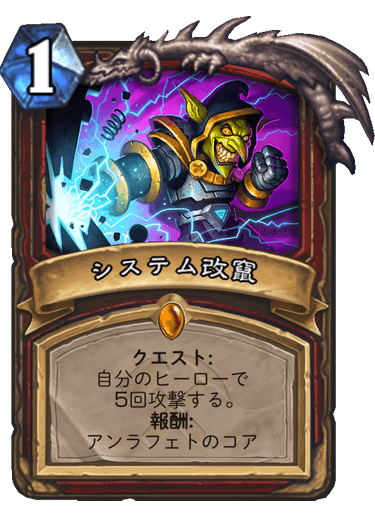 1
システム改竄
クエスト:
自分のヒーローで
5回攻撃する。
報酬:
アンラフェトのコア